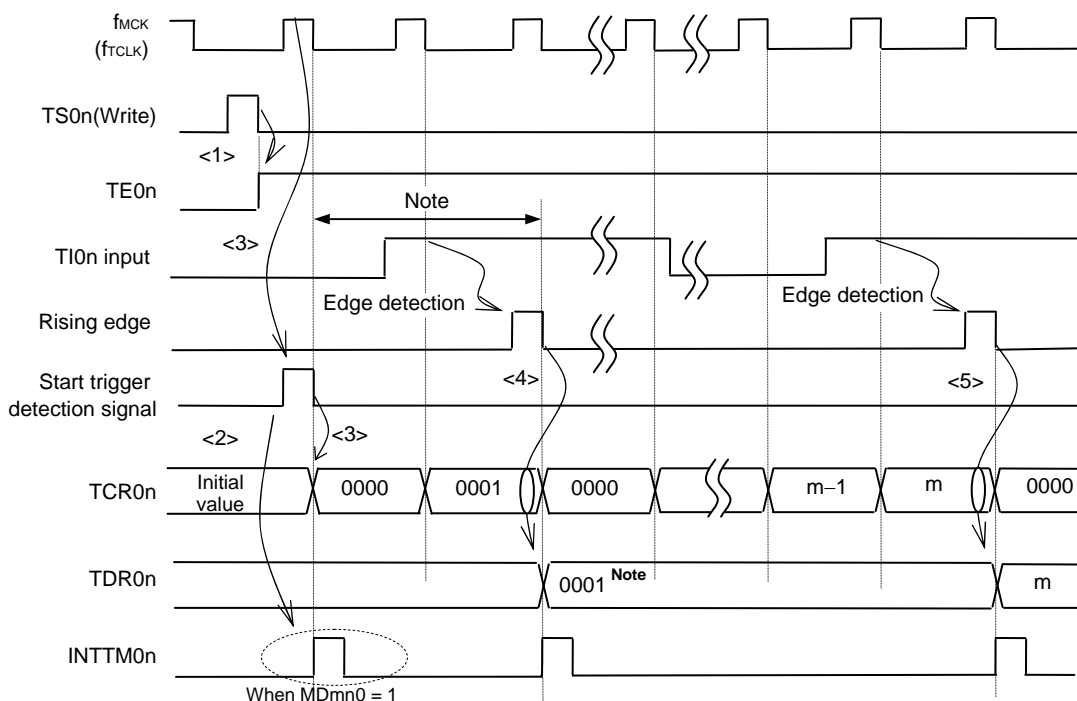 fMCK
(fTCLK)
TS0n(Write)
<1>
TE0n
Note
<3>
TI0n input
Edge detection
Edge detection
Rising edge
<4>
<5>
Start trigger
detection signal
<2>
<3>
TCR0n
Initial
value
0000
0001
0000
m−1
m
0000
TDR0n
0001 Note
m
INTTM0n
When MDmn0 = 1